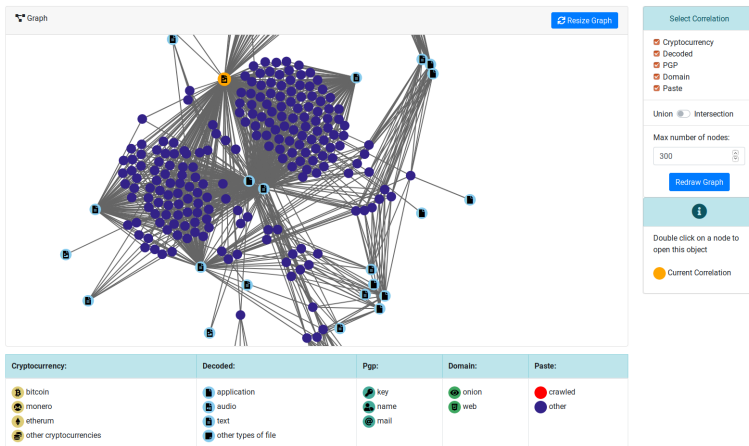 Graph
Resize Graph
Select Correlation
Cryptocurrency
Decoded
PGP
Domain
Paste
Union Intersection
Max number of nodes:
300
Redraw Graph
Double click on a node to
open this object
Current Correlation
Cryptocurrency: Decoded: Pgp: Domain: Paste:
bitcoin application key onion crawled
monero audio name web other
etherum text mail
other cryptocurrencies other types of file